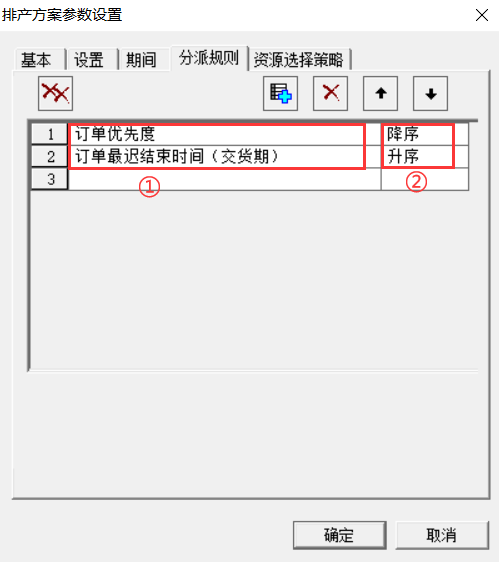 排产方案参数设置
基本 设置 期间 分派规则 资源选择策略
1 订单优先度 降序
2 订单最迟结束时间（交货期） 升序
3
① ②
确定 取消